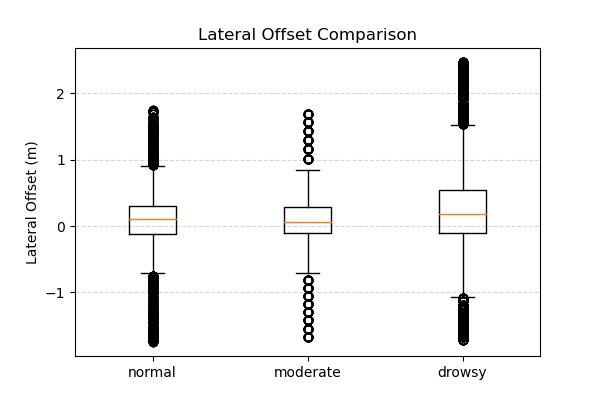 Lateral Offset Comparison
Lateral Offset (m)
2
1
0
−1
normal
moderate
drowsy